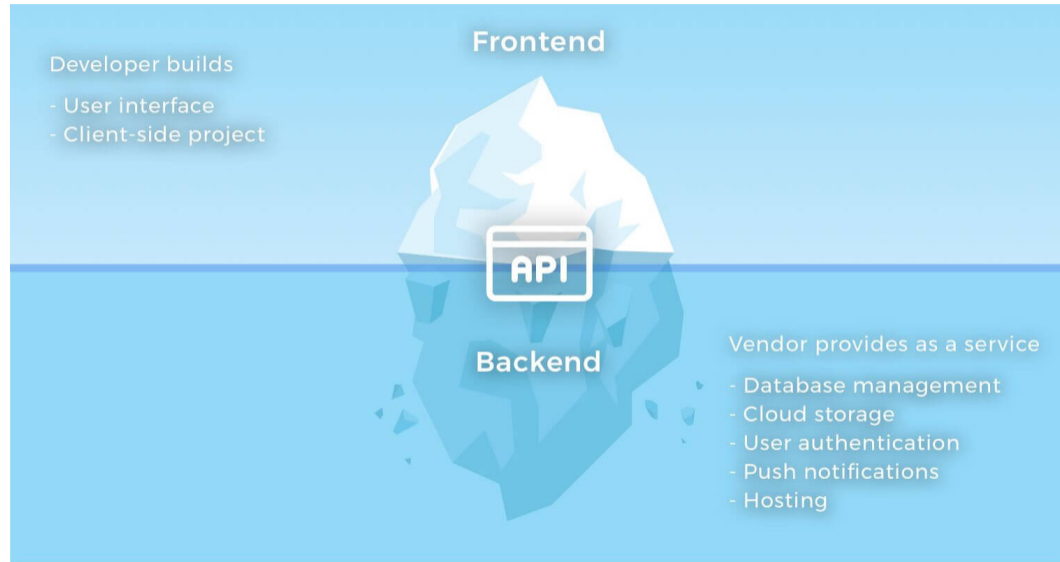 Frontend
Developer builds
- User interface
- Client-side project
API
Backend
Vendor provides as a service
- Database management
- Cloud storage
- User authentication
- Push notifications
- Hosting